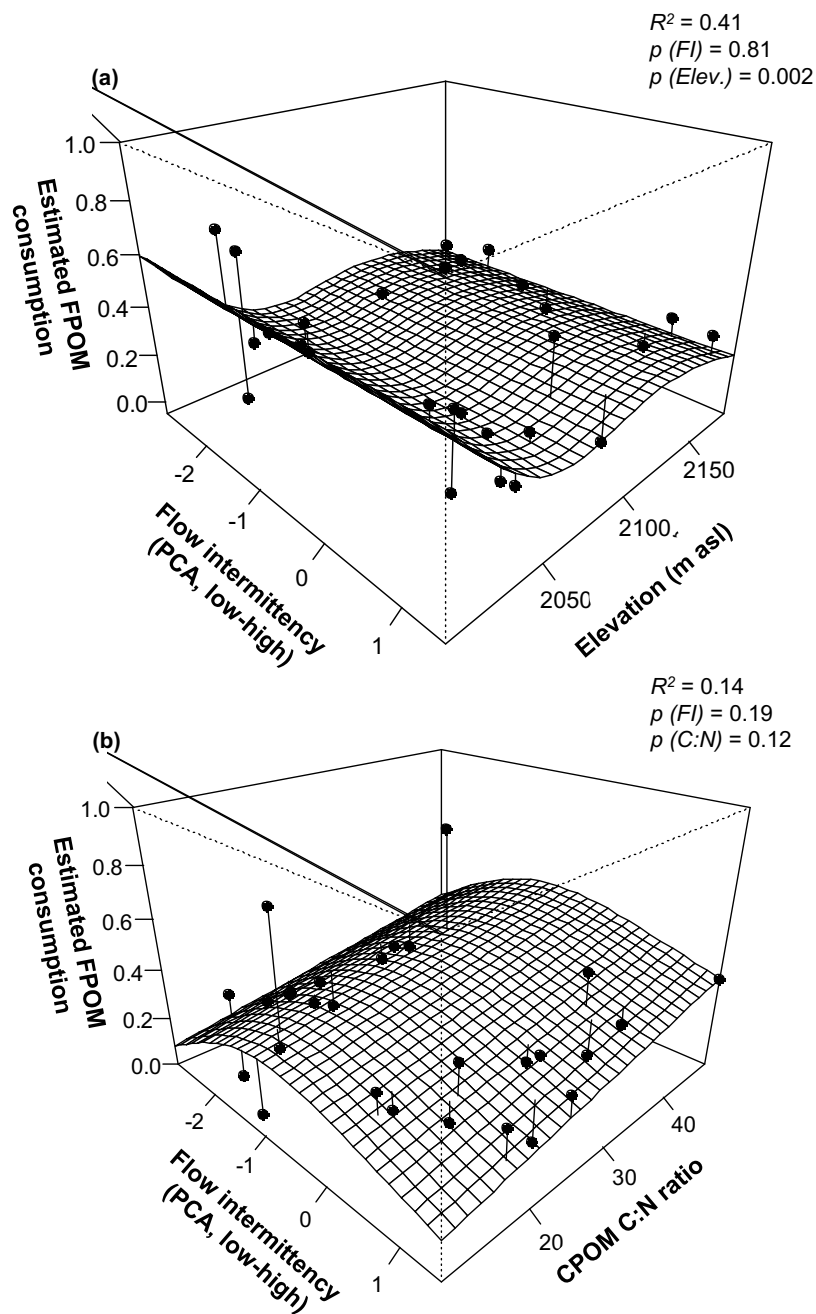 R² = 0.41
p (FI) = 0.81
p (Elev.) = 0.002
(a)
1.0
0.8
0.6
0.4
0.2
0.0
Estimated FPOM
consumption
-2
-1
0
1
Flow intermittency
(PCA, low-high)
2050
2100
2150
Elevation (m asl)
R² = 0.14
p (FI) = 0.19
p (C:N) = 0.12
(b)
1.0
0.8
0.6
0.4
0.2
0.0
Estimated FPOM
consumption
-2
-1
0
1
Flow intermittency
(PCA, low-high)
20
30
40
CPOM C:N ratio